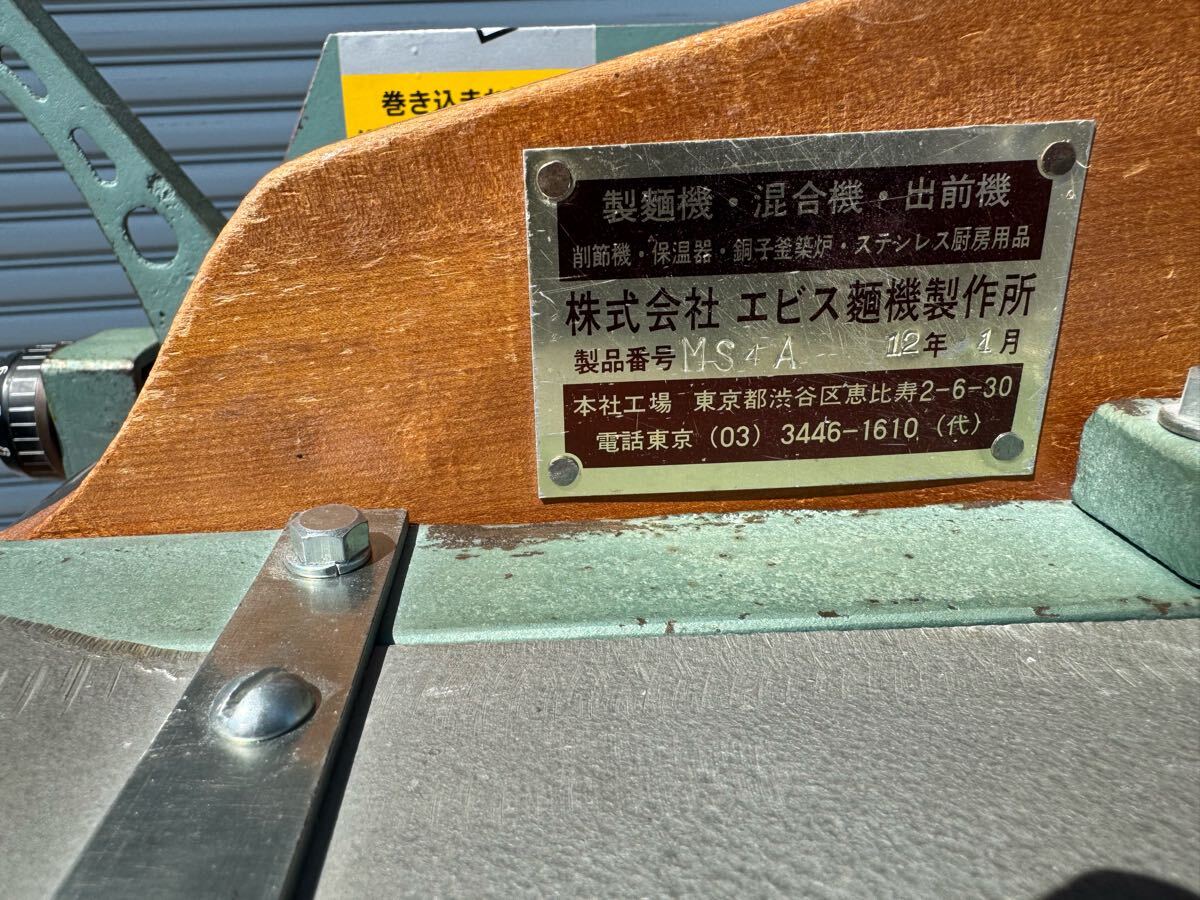 巻き込まれ
製麵機・混合機・出前機
削節機・保温器・銅子釜築炉・ステンレス厨房用品
株式会社 エビス麵機製作所
製品番号 MS4A 12年 4月
本社工場 東京都渋谷区恵比寿2-6-30
電話東京 (03) 3446-1610 (代)